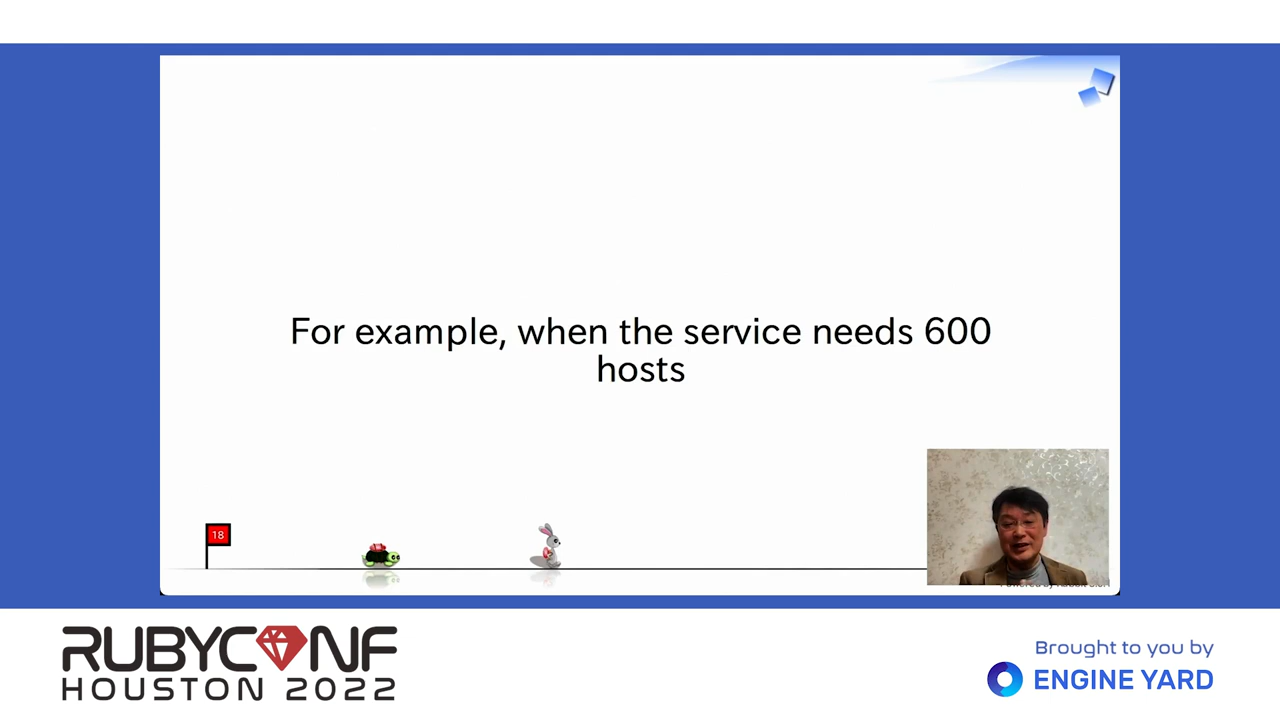 For example, when the service needs 600
hosts
18
RUBYCONF
HOUSTON 2022
Brought to you by
ENGINE YARD